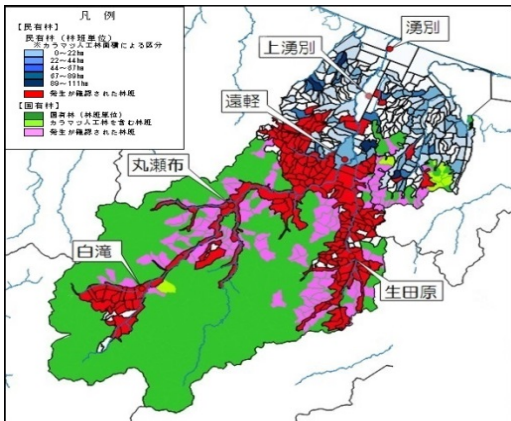 凡 例
【民有林】
民有林（林班単位）
※カラマツ人工林面積による区分
0～22ha
22～44ha
44～67ha
67～89ha
89～111ha
発生が確認された林班
【国有林】
国有林（林班単位）
カラマツ人工林を含む林班
発生が確認された林班
湧別
上湧別
遠軽
丸瀬布
白滝
生田原